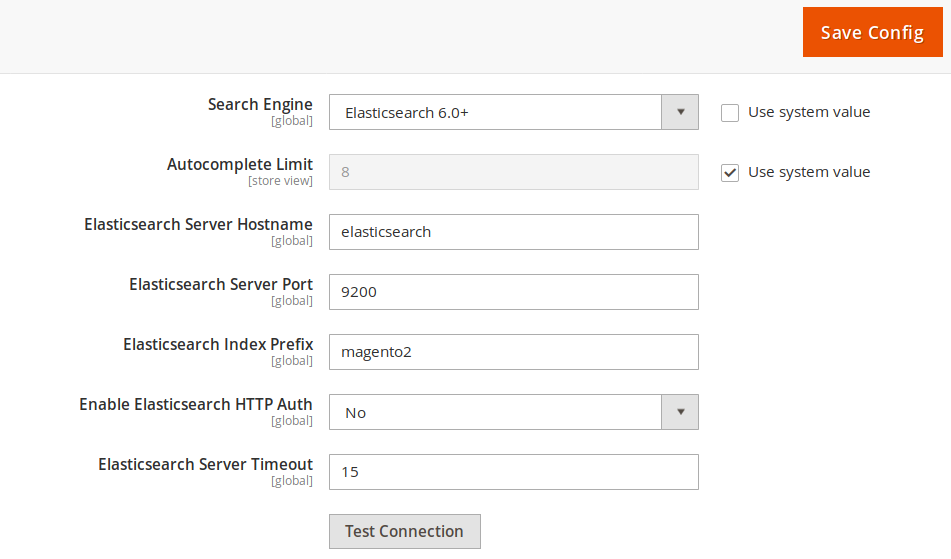 Save Config
Search Engine
[global]
Elasticsearch 6.0+
Use system value
Autocomplete Limit
[store view]
8
Use system value
Elasticsearch Server Hostname
[global]
elasticsearch
Elasticsearch Server Port
[global]
9200
Elasticsearch Index Prefix
[global]
magento2
Enable Elasticsearch HTTP Auth
[global]
No
Elasticsearch Server Timeout
[global]
15
Test Connection